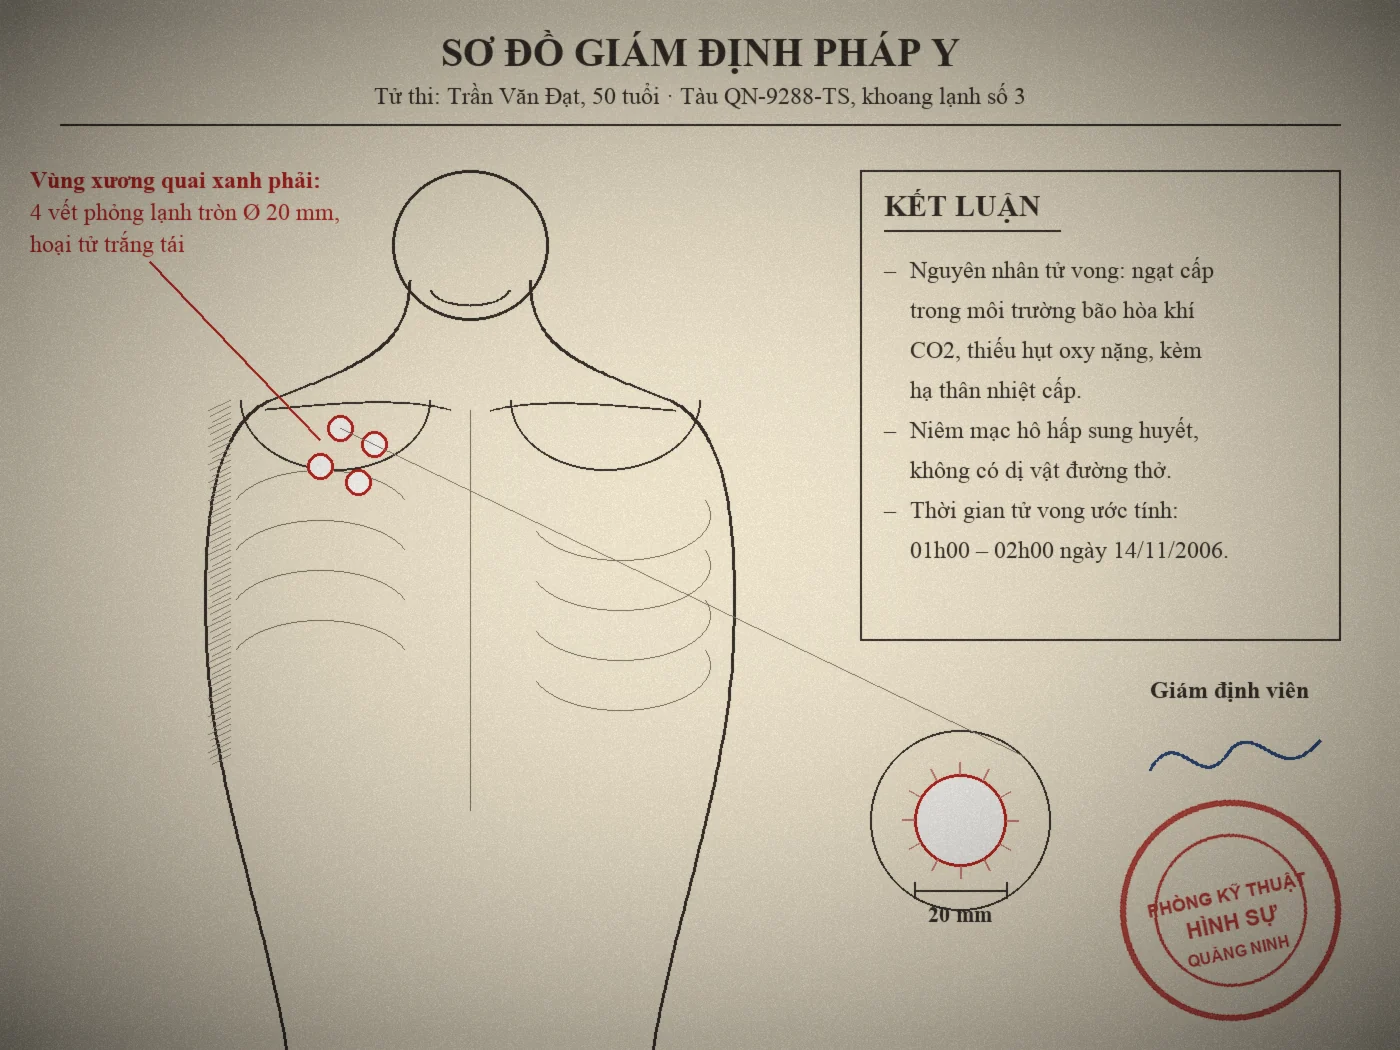 SƠ ĐỒ GIÁM ĐỊNH PHÁP Y
Tử thi: Trần Văn Đạt, 50 tuổi · Tàu QN-9288-TS, khoang lạnh số 3
Vùng xương quai xanh phải:
4 vết phỏng lạnh tròn Ø 20 mm,
hoại tử trắng tái
KẾT LUẬN
– Nguyên nhân tử vong: ngạt cấp
trong môi trường bão hòa khí
CO2, thiếu hụt oxy nặng, kèm
hạ thân nhiệt cấp.
– Niêm mạc hô hấp sung huyết,
không có dị vật đường thở.
– Thời gian tử vong ước tính:
01h00 – 02h00 ngày 14/11/2006.
Giám định viên
20 mm
PHÒNG KỸ THUẬT
HÌNH SỰ
QUẢNG NINH